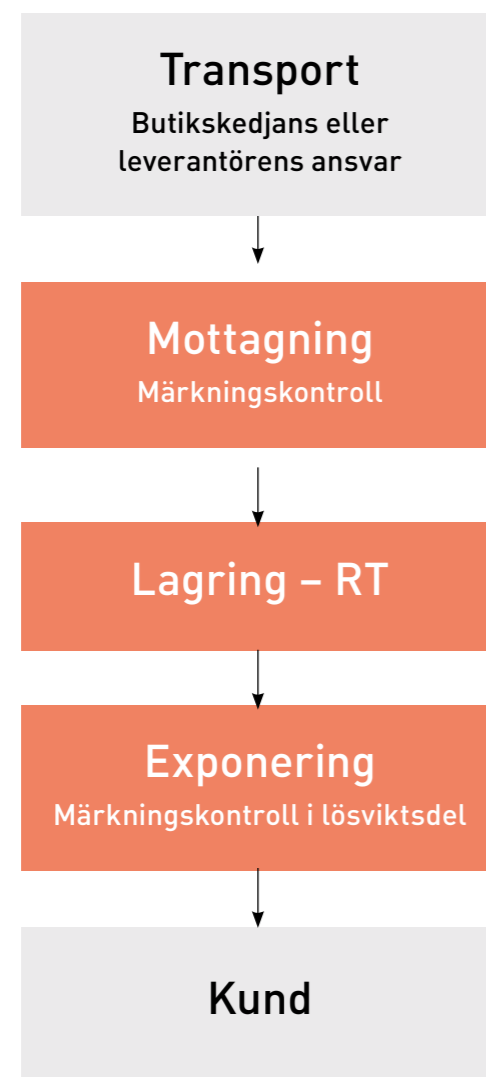 Transport
Butikskedjans eller
leverantörens ansvar
Mottagning
Märkningskontroll
Lagring – RT
Exponering
Märkningskontroll i lösviktsdel
Kund